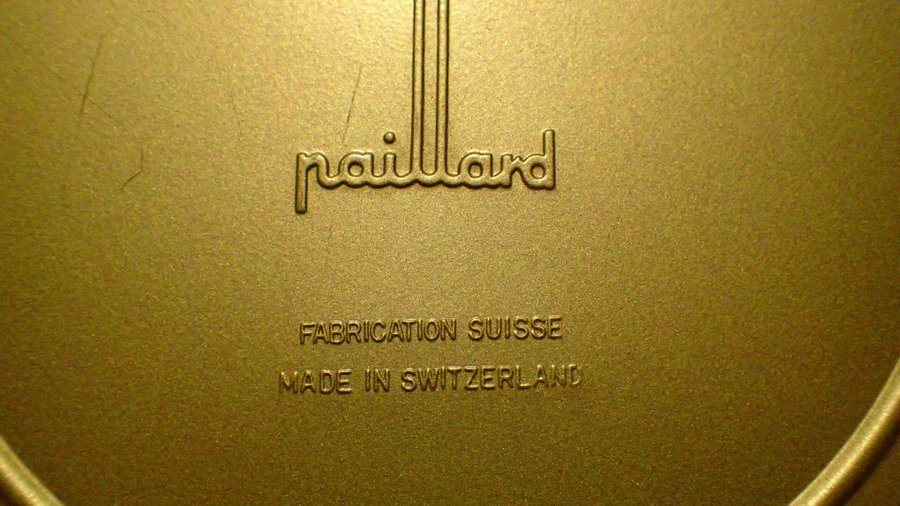 paillard
FABRICATION SUISSE
MADE IN SWITZERLAND